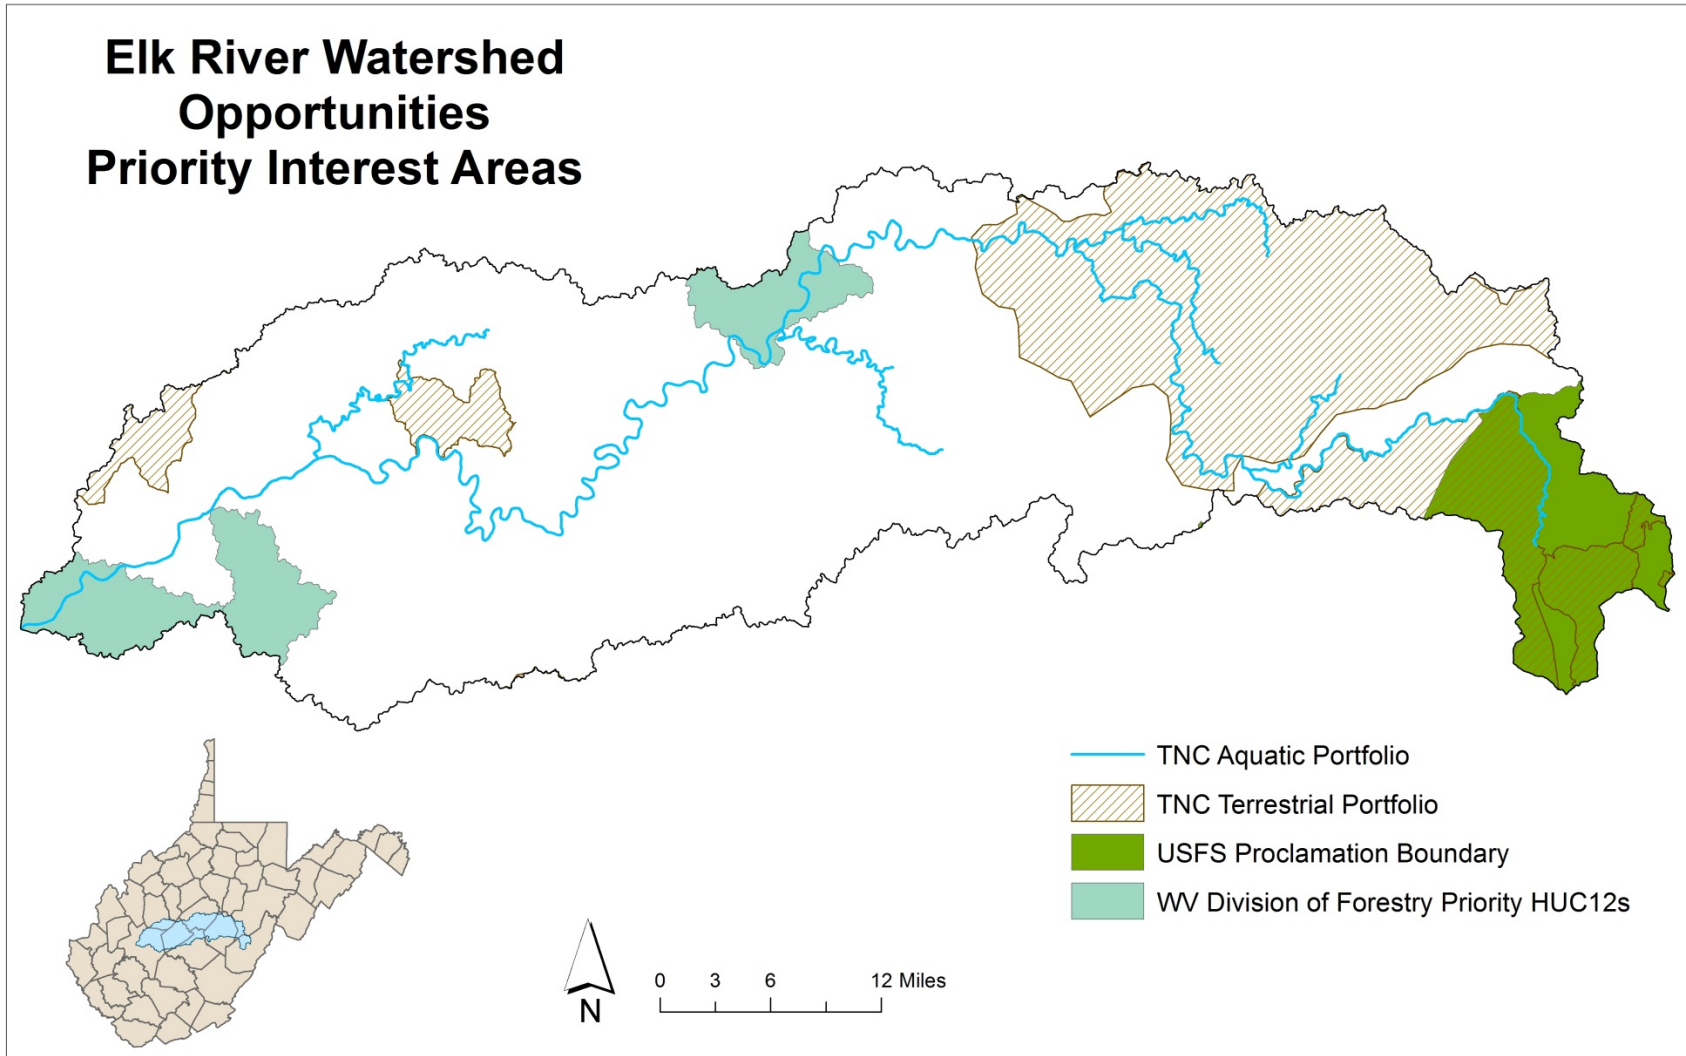 Elk River Watershed
Opportunities
Priority Interest Areas
TNC Aquatic Portfolio
TNC Terrestrial Portfolio
USFS Proclamation Boundary
WV Division of Forestry Priority HUC12s
N
0 3 6 12 Miles